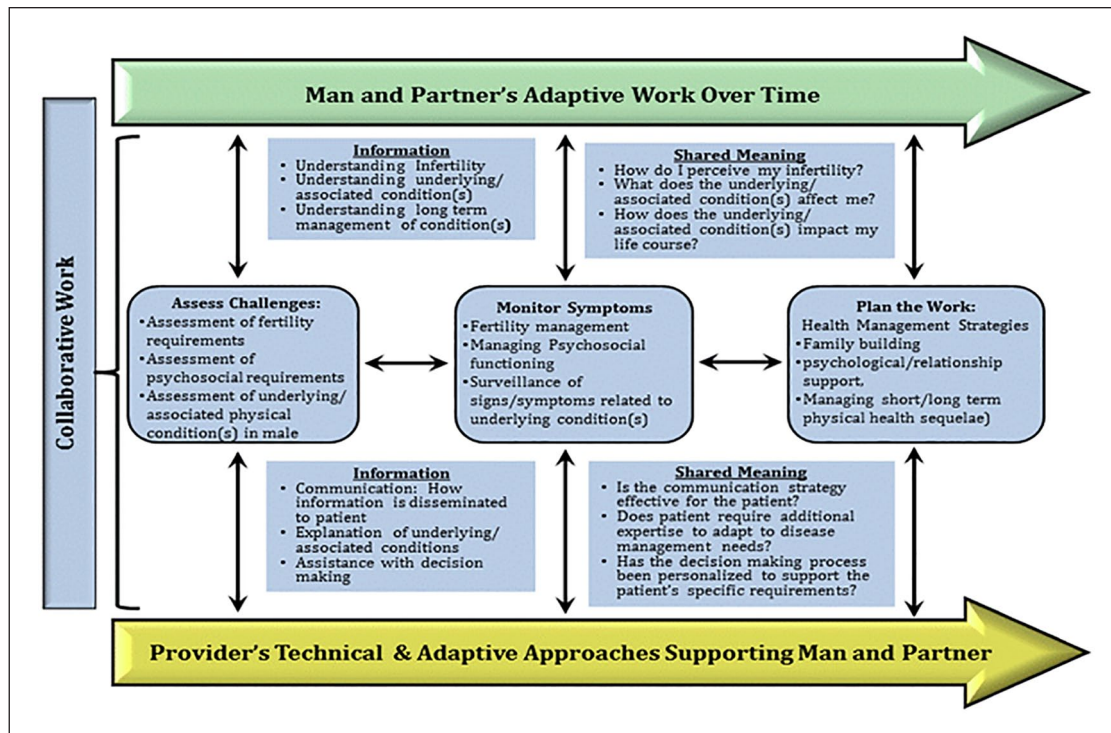 Man and Partner's Adaptive Work Over Time
Collaborative Work
Information
• Understanding Infertility
• Understanding underlying/
associated condition(s)
• Understanding long term
management of condition(s)
Shared Meaning
• How do I perceive my infertility?
• What does the underlying/
associated condition(s) affect me?
• How does the underlying/
associated condition(s) impact my
life course?
Assess Challenges:
• Assessment of fertility
requirements
• Assessment of
psychosocial requirements
• Assessment of underlying/
associated physical
condition(s) in male
Monitor Symptoms
• Fertility management
• Managing Psychosocial
functioning
• Surveillance of
signs/symptoms related to
underlying condition(s)
Plan the Work:
Health Management Strategies
• Family building
• psychological/relationship
support,
• Managing short/long term
physical health sequelae)
Information
• Communication: How
information is disseminated
to patient
• Explanation of underlying/
associated conditions
• Assistance with decision
making
Shared Meaning
• Is the communication strategy
effective for the patient?
• Does patient require additional
expertise to adapt to disease
management needs?
• Has the decision making process
been personalized to support the
patient's specific requirements?
Provider's Technical & Adaptive Approaches Supporting Man and Partner